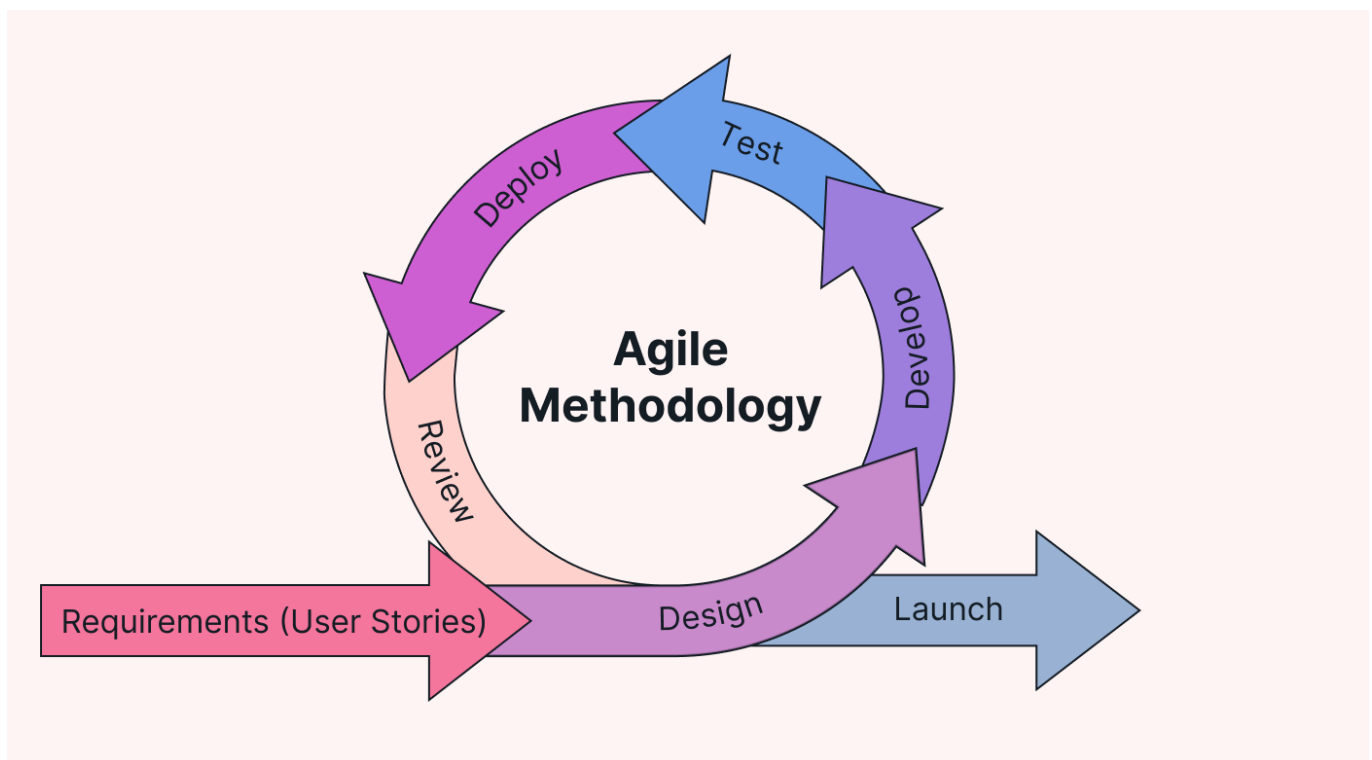 Agile
Methodology
Requirements (User Stories)
Design
Develop
Test
Deploy
Review
Launch